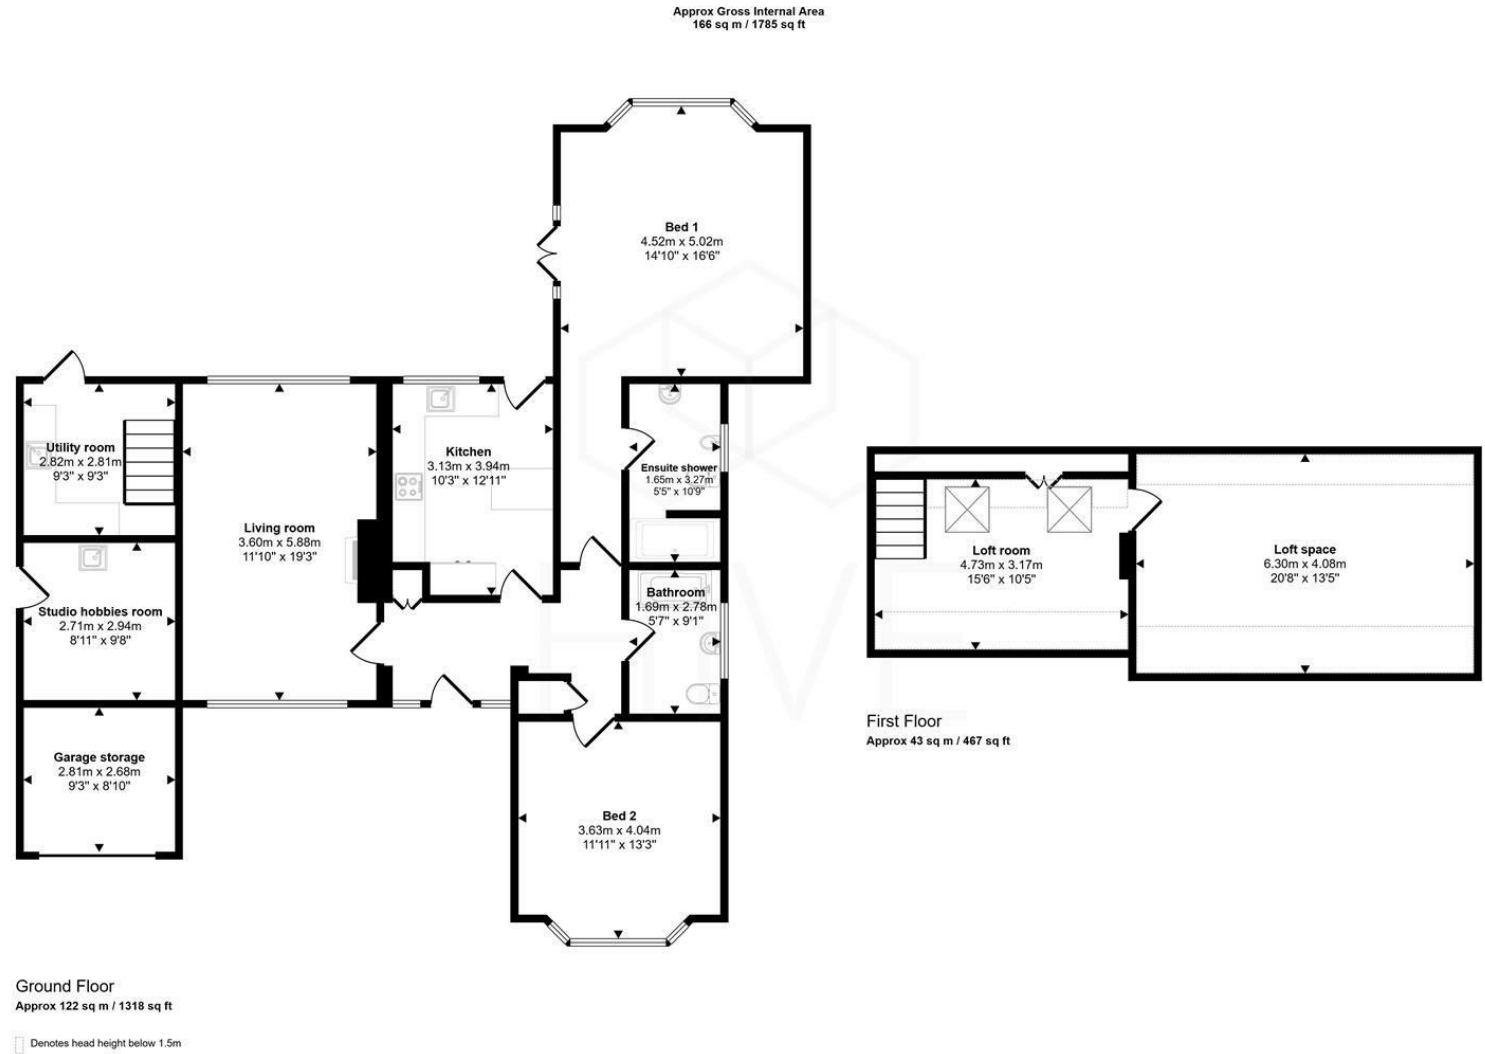 Approx Gross Internal Area
166 sq m / 1785 sq ft
Bed 1
4.52m x 5.02m
14'10" x 16'6"
Utility room
2.82m x 2.81m
9'3" x 9'3"
Kitchen
3.13m x 3.94m
10'3" x 12'11"
Ensuite shower
1.65m x 3.27m
5'5" x 10'9"
Living room
3.60m x 5.88m
11'10" x 19'3"
Studio hobbies room
2.71m x 2.94m
8'11" x 9'8"
Bathroom
1.69m x 2.78m
5'7" x 9'1"
Garage storage
2.81m x 2.68m
9'3" x 8'10"
Bed 2
3.63m x 4.04m
11'11" x 13'3"
Loft room
4.73m x 3.17m
15'6" x 10'5"
Loft space
6.30m x 4.08m
20'8" x 13'5"
First Floor
Approx 43 sq m / 467 sq ft
Ground Floor
Approx 122 sq m / 1318 sq ft
Denotes head height below 1.5m
HIVE